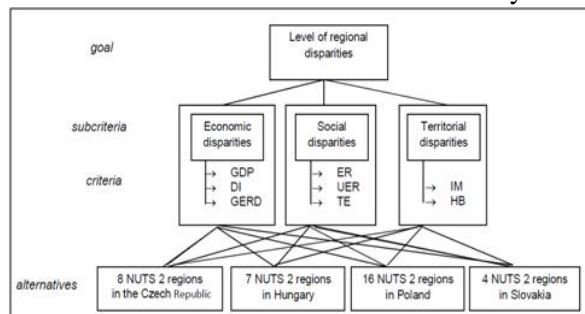 goal
Level of regional
disparities
subcriteria
Economic
disparities
Social
disparities
Territorial
disparities
criteria
GDP
DI
GERD
ER
UER
TE
IM
HB
alternatives
8 NUTS 2 regions
in the Czech Republic
7 NUTS 2 regions
in Hungary
16 NUTS 2 regions
in Poland
4 NUTS 2 regions
in Slovakia